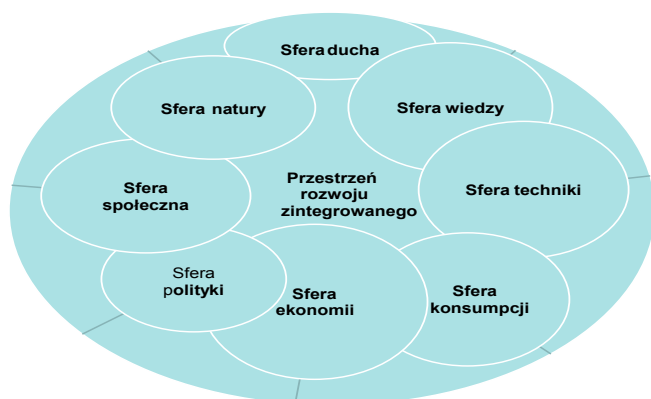 Sfera ducha
Sfera natury
Sfera wiedzy
Sfera
społeczna
Przestrzeń
rozwoju
zintegrowanego
Sfera techniki
Sfera
polityki
Sfera
ekonomii
Sfera
konsumpcji